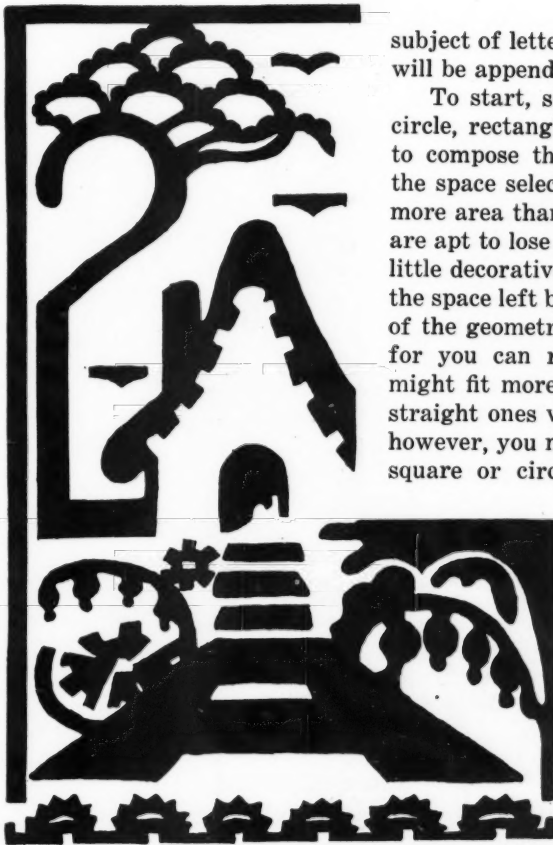 subject of lette
will be append
To start, s
circle, rectang
to compose th
the space selec
more area than
are apt to lose
little decorativ
the space left b
of the geometr
for you can r
might fit more
straight ones v
however, you n
square or circ